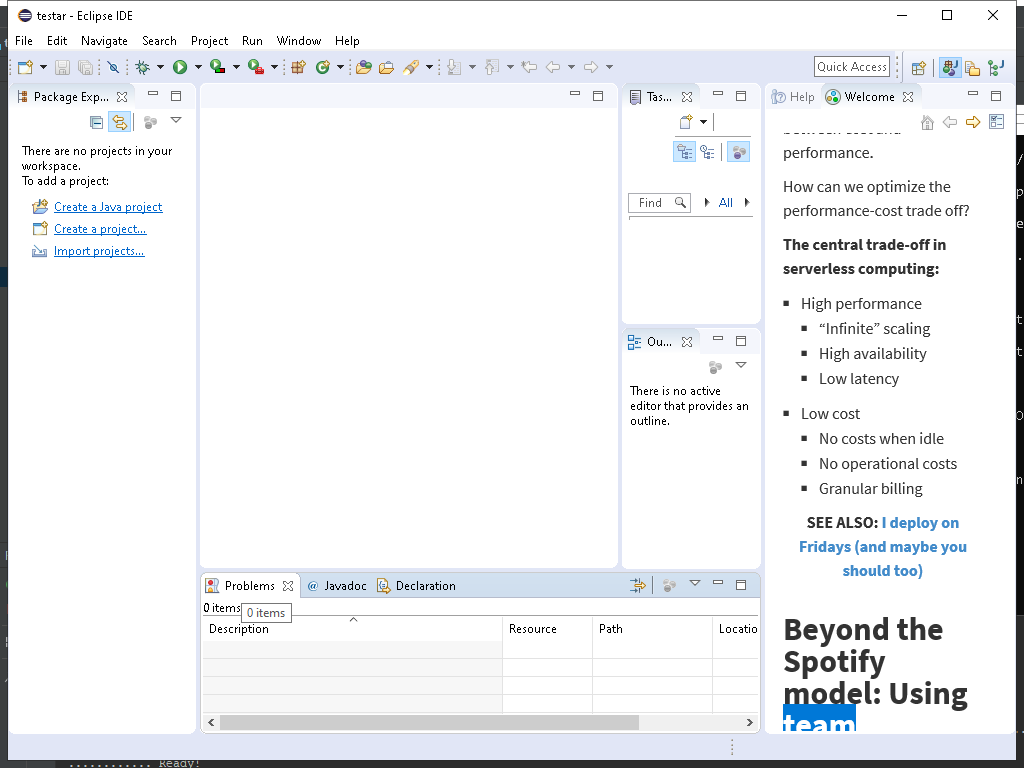 testar - Eclipse IDE
File Edit Navigate Search Project Run Window Help
Quick Access
Package Exp...
There are no projects in your
workspace.
To add a project:
Create a Java project
Create a project...
Import projects...
Tas...
Find
All
Ou...
There is no active
editor that provides an
outline.
Help Welcome
performance.
How can we optimize the
performance-cost trade off?
The central trade-off in
serverless computing:
High performance
“Infinite” scaling
High availability
Low latency
Low cost
No costs when idle
No operational costs
Granular billing
SEE ALSO: I deploy on
Fridays (and maybe you
should too)
Beyond the
Spotify
model: Using
team
Problems Javadoc Declaration
0 items
0 items
Description Resource Path Locatio
............ Ready!